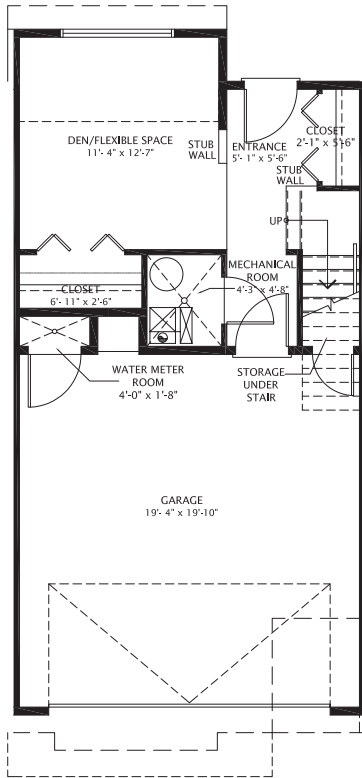 DEN/FLEXIBLE SPACE
11'- 4" x 12'-7"
STUB
WALL
ENTRANCE
5'- 1" x 5'-6"
CLOSET
2'-1" x 5'-6"
STUB
WALL
UP
MECHANICAL
ROOM
4'-3" x 4'-8"
CLOSET
6'- 11" x 2'-6"
WATER METER
ROOM
4'-0" x 1'-8"
STORAGE
UNDER
STAIR
GARAGE
19'- 4" x 19'-10"